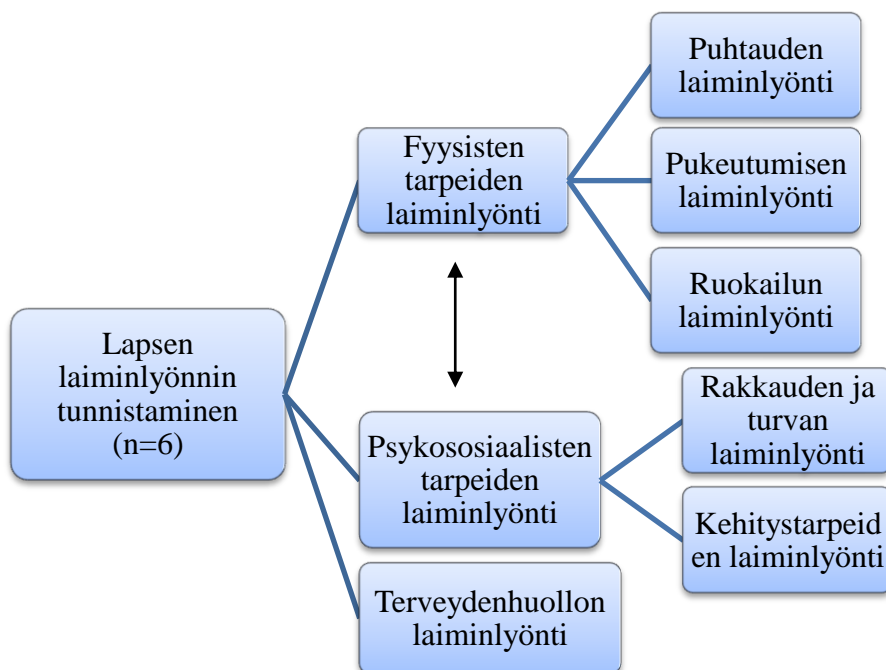 Lapsen
laiminlyönnin
tunnistaminen
(n=6)
Fyysisten
tarpeiden
laiminlyönti
Puhtauden
laiminlyönti
Pukeutumisen
laiminlyönti
Ruokailun
laiminlyönti
Psykososiaalisten
tarpeiden
laiminlyönti
Rakkauden ja
turvan
laiminlyönti
Kehitystarpeid
en laiminlyönti
Terveydenhuollon
laiminlyönti